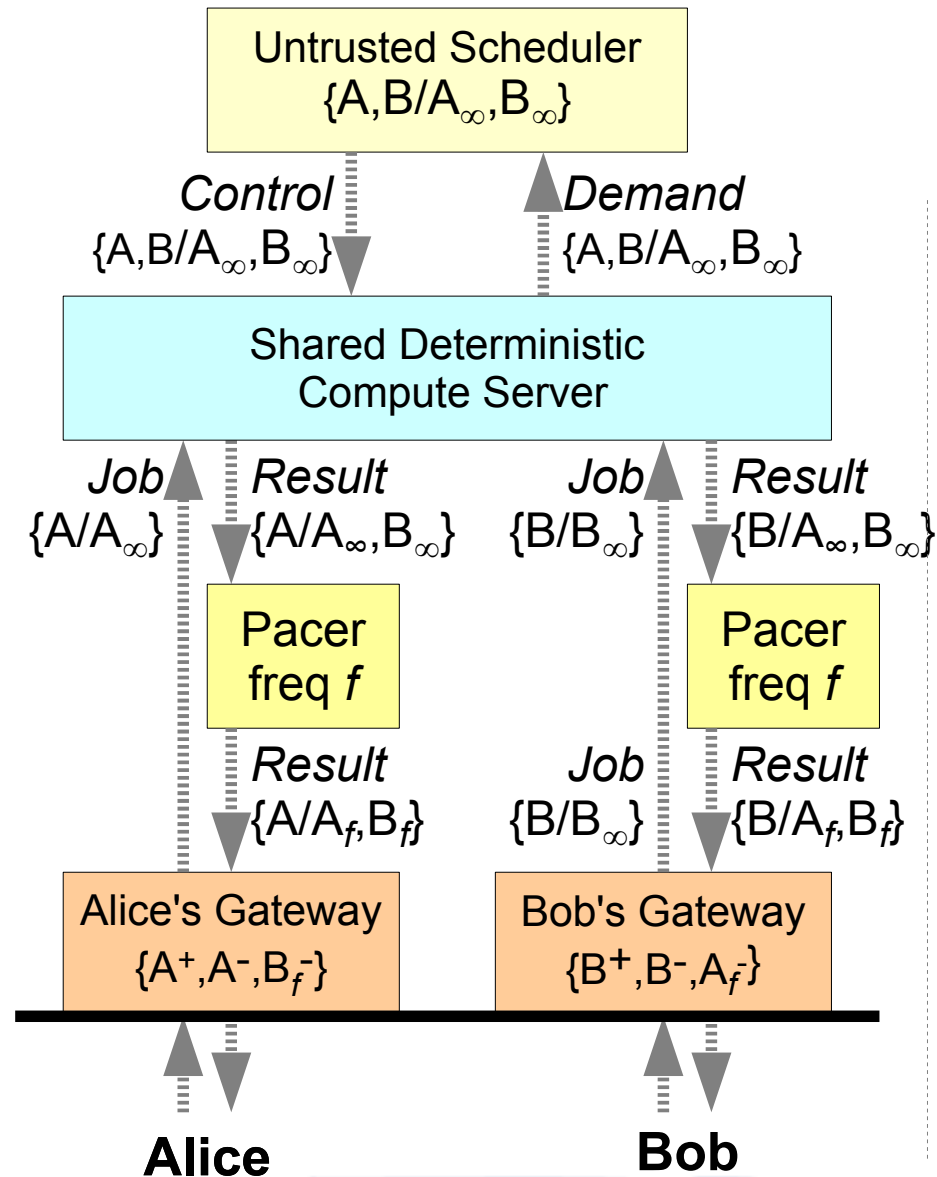 Untrusted Scheduler
{A,B/A∞,B∞}
Control
{A,B/A∞,B∞}
Demand
{A,B/A∞,B∞}
Shared Deterministic
Compute Server
Job
{A/A∞}
Result
{A/A∞,B∞}
Job
{B/B∞}
Result
{B/A∞,B∞}
Pacer
freq f
Pacer
freq f
Result
{A/Af,Bf}
Job
{B/B∞}
Result
{B/Af,Bf}
Alice's Gateway
{A⁺,A⁻,Bf⁻}
Bob's Gateway
{B⁺,B⁻,Af⁻}
Alice
Bob